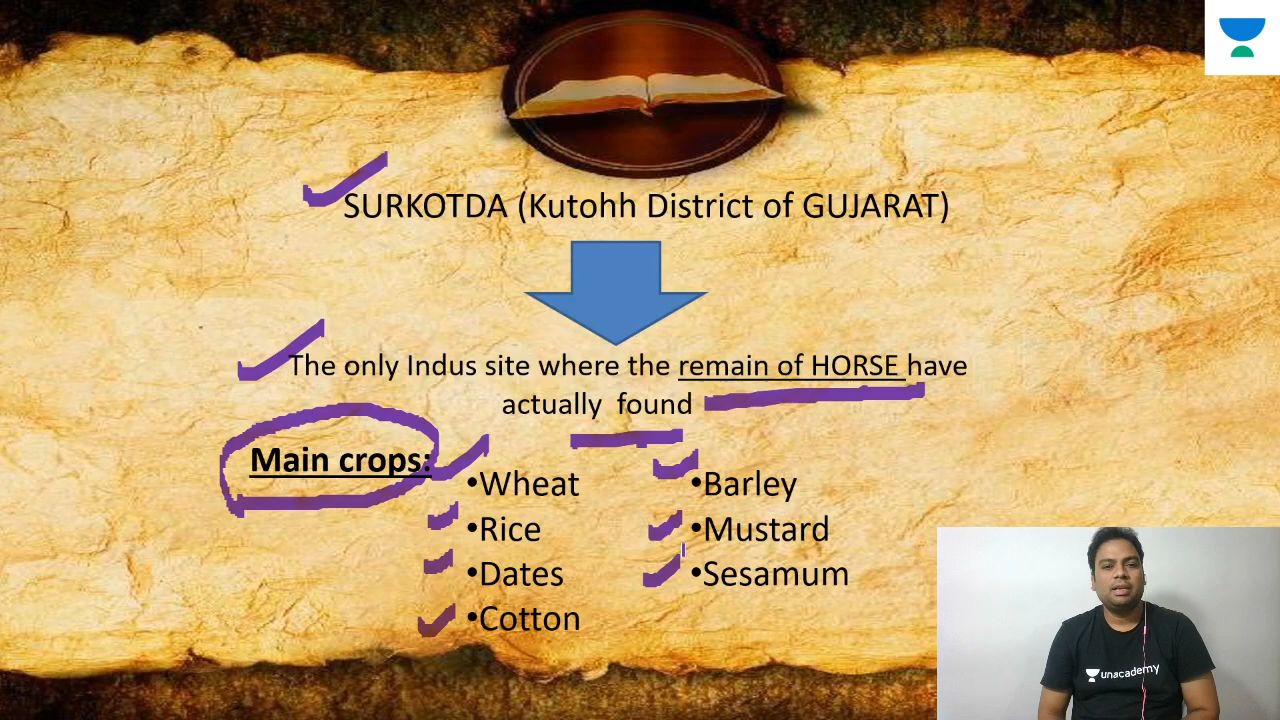 SURKOTDA (Kutohh District of GUJARAT)
The only Indus site where the remain of HORSE have
actually found
Main crops:
•Wheat
•Rice
•Dates
•Cotton
•Barley
•Mustard
•Sesamum
unacademy